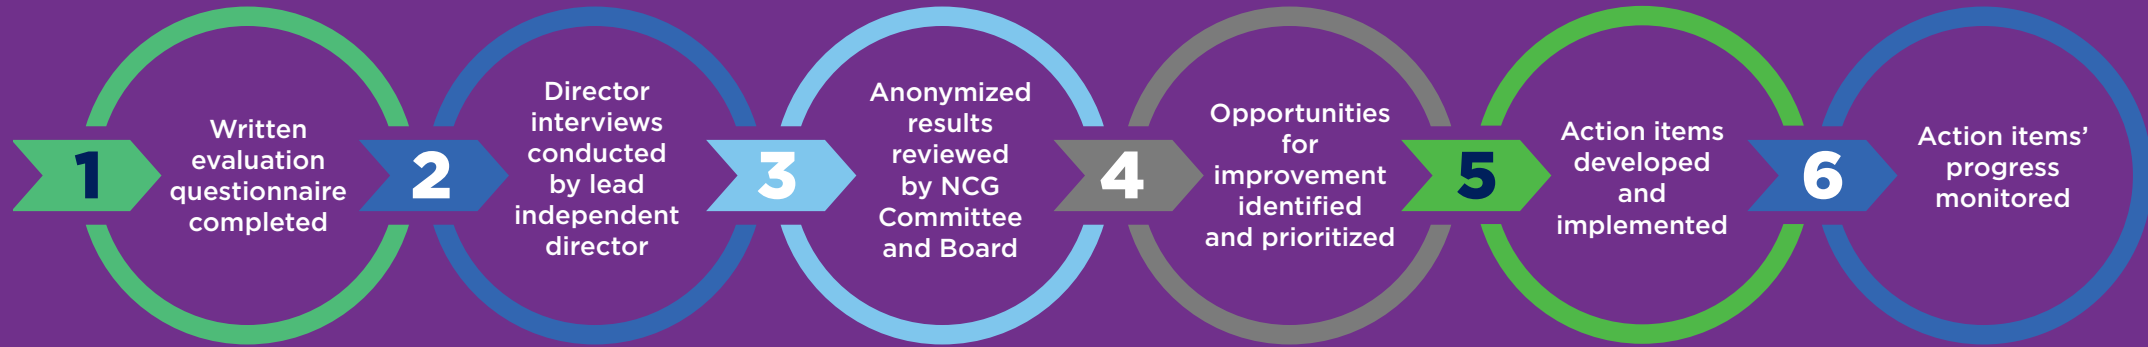 1
Written
evaluation
questionnaire
completed
2
Director
interviews
conducted
by lead
independent
director
3
Anonymized
results
reviewed
by NCG
Committee
and Board
4
Opportunities
for
improvement
identified
and prioritized
5
Action items
developed
and
implemented
6
Action items’
progress
monitored